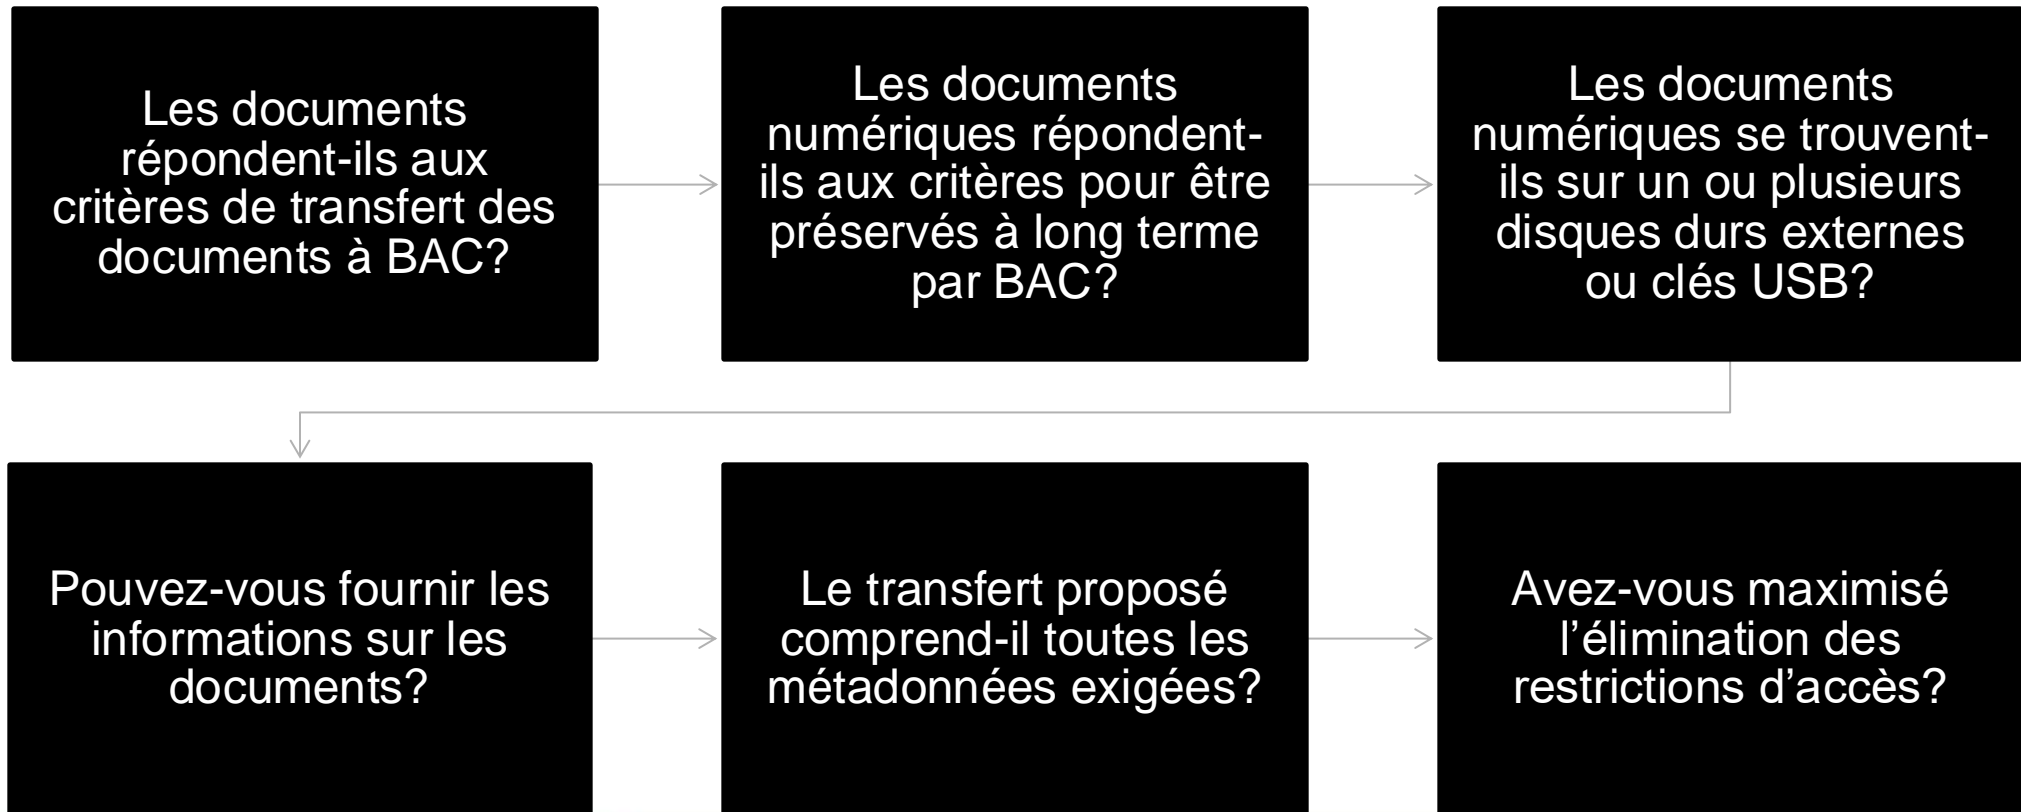 Les documents
répondent-ils aux
critères de transfert des
documents à BAC?
Les documents
numériques répondent-
ils aux critères pour être
préservés à long terme
par BAC?
Les documents
numériques se trouvent-
ils sur un ou plusieurs
disques durs externes
ou clés USB?
Pouvez-vous fournir les
informations sur les
documents?
Le transfert proposé
comprend-il toutes les
métadonnées exigées?
Avez-vous maximisé
l’élimination des
restrictions d’accès?